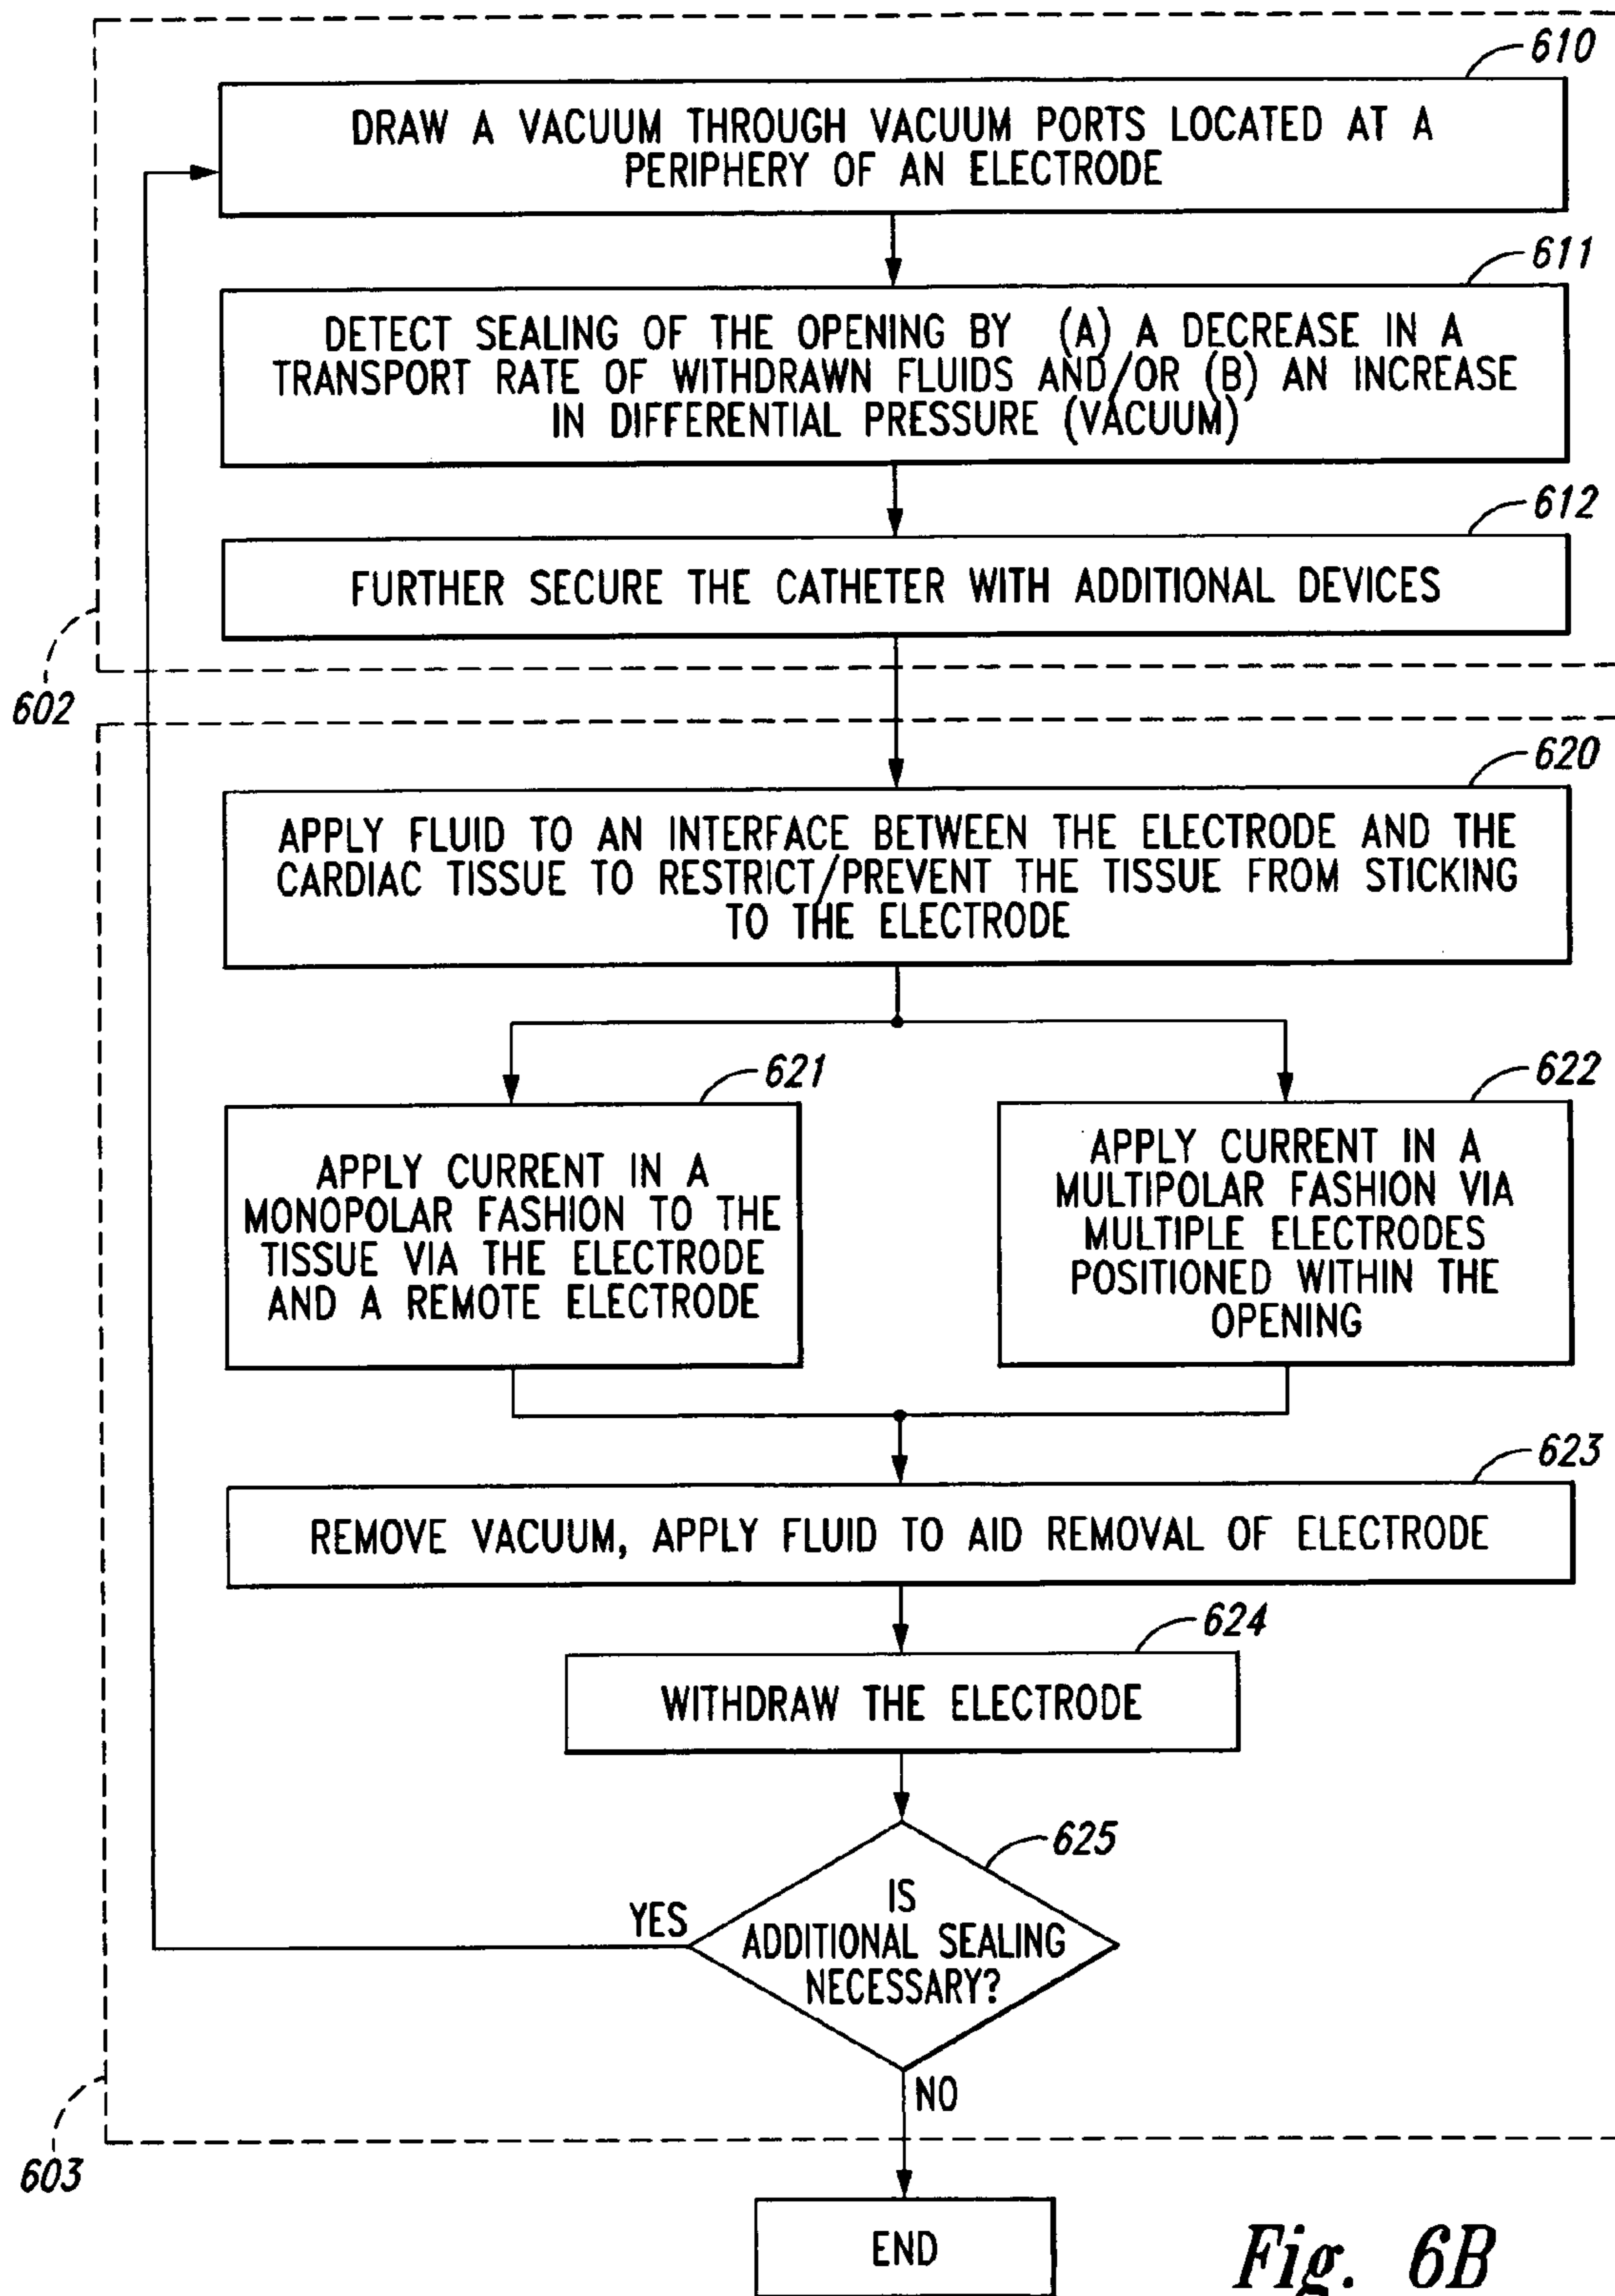 610
DRAW A VACUUM THROUGH VACUUM PORTS LOCATED AT A
PERIPHERY OF AN ELECTRODE
611
DETECT SEALING OF THE OPENING BY (A) A DECREASE IN A
TRANSPORT RATE OF WITHDRAWN FLUIDS AND/OR (B) AN INCREASE
IN DIFFERENTIAL PRESSURE (VACUUM)
612
FURTHER SECURE THE CATHETER WITH ADDITIONAL DEVICES
602
620
APPLY FLUID TO AN INTERFACE BETWEEN THE ELECTRODE AND THE
CARDIAC TISSUE TO RESTRICT/PREVENT THE TISSUE FROM STICKING
TO THE ELECTRODE
621
APPLY CURRENT IN A
MONOPOLAR FASHION TO THE
TISSUE VIA THE ELECTRODE
AND A REMOTE ELECTRODE
622
APPLY CURRENT IN A
MULTIPOLAR FASHION VIA
MULTIPLE ELECTRODES
POSITIONED WITHIN THE
OPENING
623
REMOVE VACUUM, APPLY FLUID TO AID REMOVAL OF ELECTRODE
624
WITHDRAW THE ELECTRODE
625
IS
ADDITIONAL SEALING
NECESSARY?
YES
NO
603
END
Fig. 6B